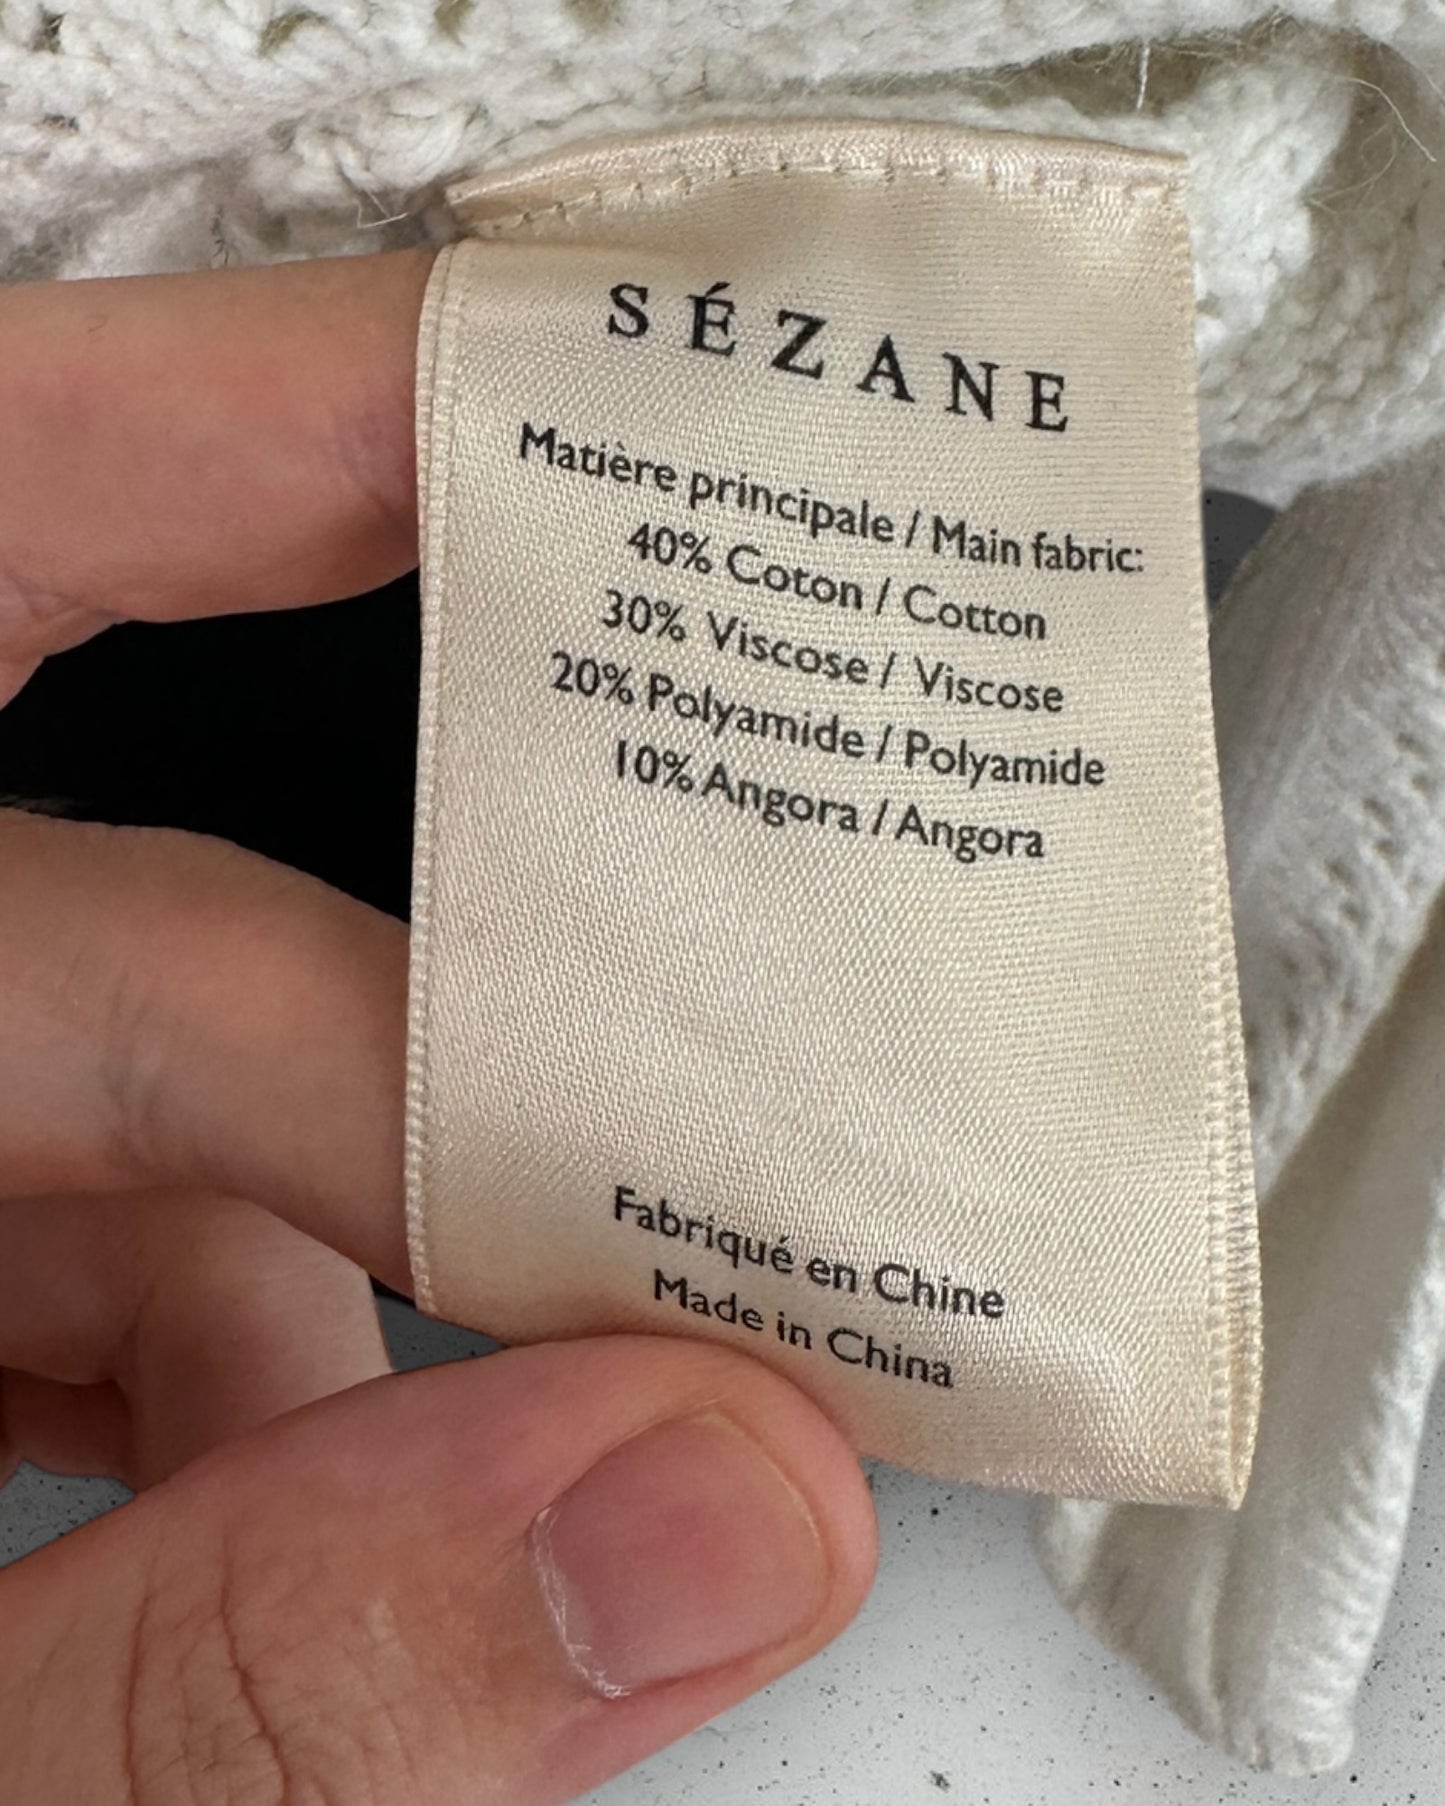 SÉZANE
Matière principale / Main fabric:
40% Coton / Cotton
30% Viscose / Viscose
20% Polyamide / Polyamide
10% Angora / Angora
Fabriqué en Chine
Made in China